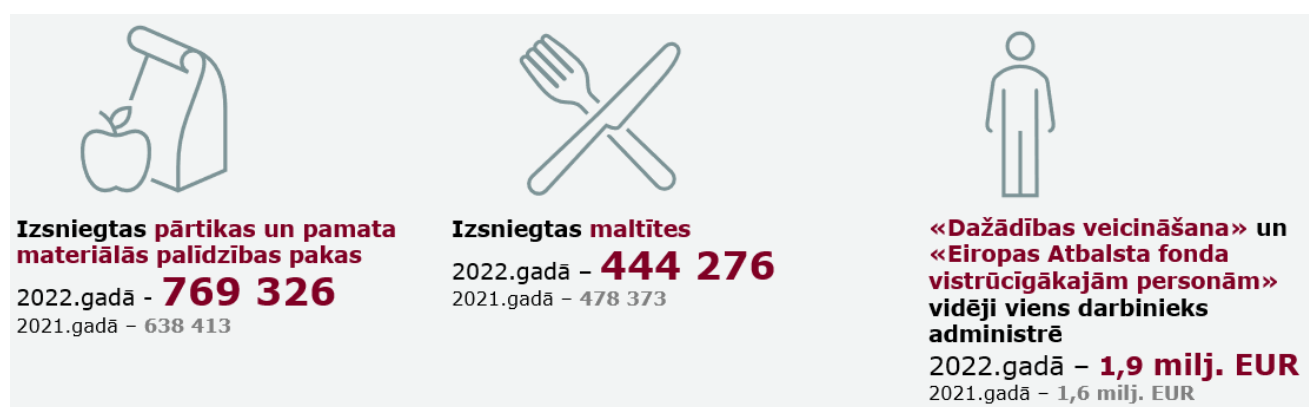 Izsniegtas pārtikas un pamata
materiālās palīdzības pakas
2022.gadā - 769 326
2021.gadā – 638 413
Izsniegtas maltītes
2022.gadā – 444 276
2021.gadā – 478 373
«Dažādības veicināšana» un
«Eiropas Atbalsta fonda
vistrūcīgākajām personām»
vidēji viens darbinieks
administrē
2022.gadā – 1,9 milj. EUR
2021.gadā – 1,6 milj. EUR